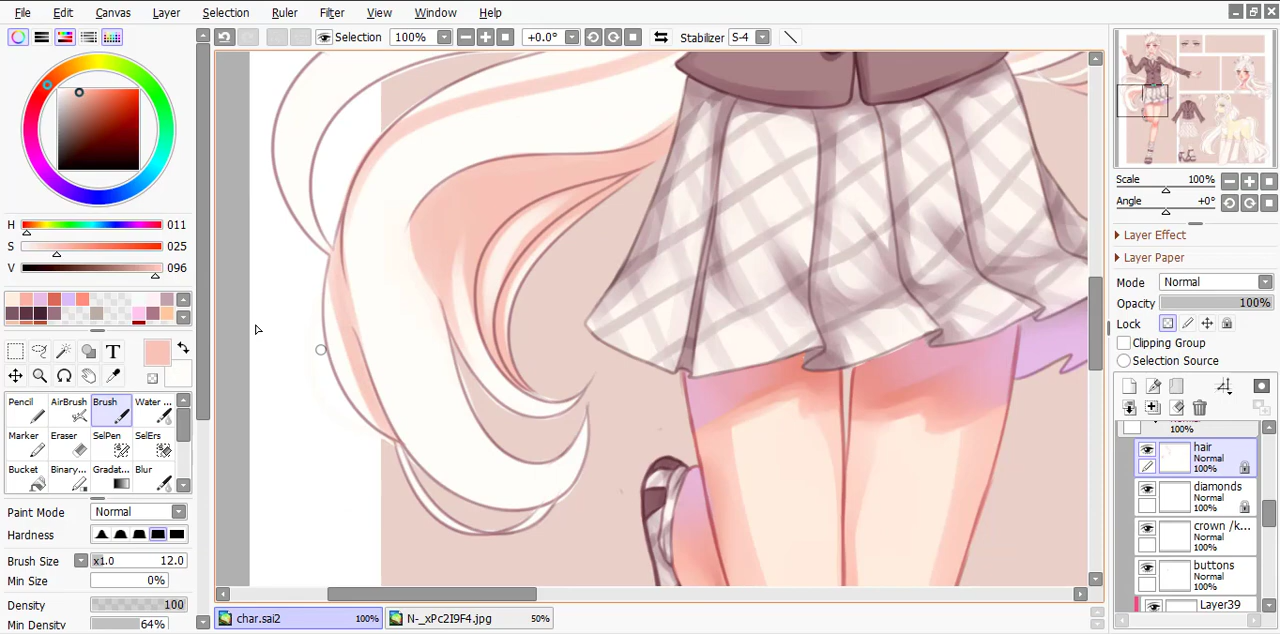 File Edit Canvas Layer Selection Ruler Filter View Window Help
Selection 100% +0.0° Stabilizer S-4
H 011
S 025
V 096
T
Pencil AirBrush Brush Water ..
Marker Eraser SelPen SelErs
Bucket Binary... Gradat... Blur
Paint Mode Normal
Hardness
Brush Size x1.0 12.0
Min Size 0%
Density 100
Min Density 64%
char.sai2 100% N-_xPc2I9F4.jpg 50%
Scale 100%
Angle +0°
Layer Effect
Layer Paper
Mode Normal
Opacity 100%
Lock
Clipping Group
Selection Source
Normal
100%
hair
Normal
100%
diamonds
Normal
100%
crown /k...
Normal
100%
buttons
Normal
100%
Layer39